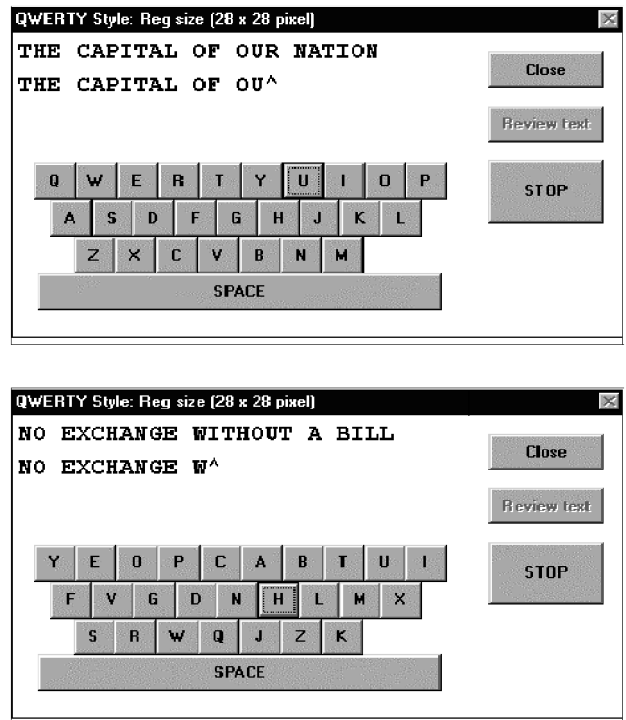 QWERTY Style: Reg size (28 x 28 pixel)
THE CAPITAL OF OUR NATION
THE CAPITAL OF OU^
Close
Review text
STOP
Q W E R T Y U I O P
A S D F G H J K L
Z X C V B N M
SPACE
QWERTY Style: Reg size (28 x 28 pixel)
NO EXCHANGE WITHOUT A BILL
NO EXCHANGE W^
Close
Review text
STOP
Y E O P C A B T U I
F V G D N H L M X
S R W Q J Z K
SPACE